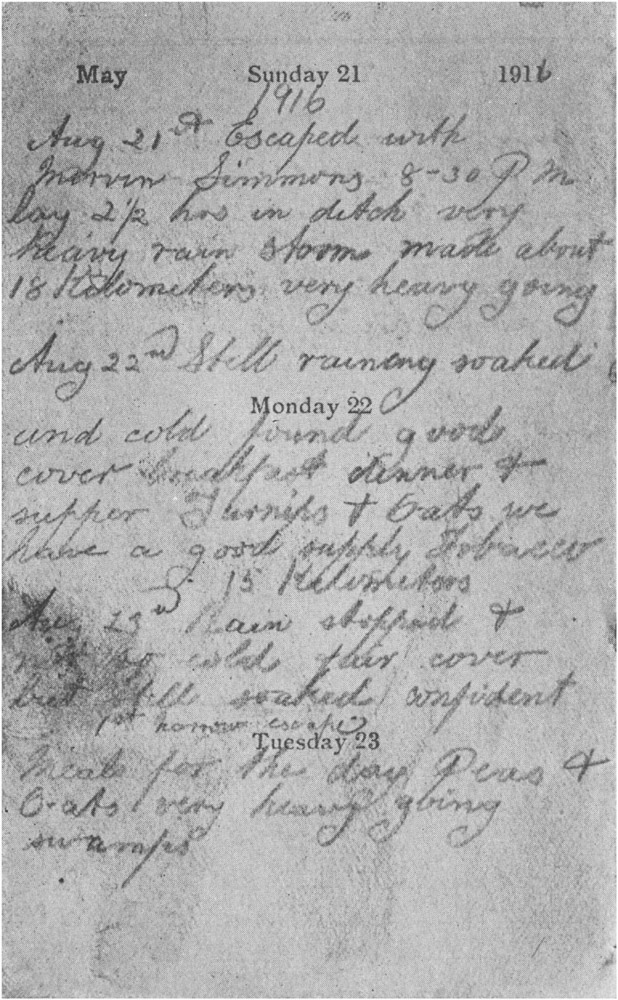 May Sunday 21 1916
1916
Aug 21st Escaped with
Mervin Simmons 8-30 P M
lay 2 1/2 hrs in ditch very
heavy rain storm made about
18 Kilometers very heavy going
Aug 22nd Still raining soaked
Monday 22
and cold found good
cover breakfast dinner &
supper Turnips & Oats we
have a good supply Tobacco
15 Kilometers
Aug 23rd Rain stopped &
not so cold fair cover
but still soaked confident
1st narrow escape
Tuesday 23
Meals for the day Peas &
Oats very heavy going
swamps